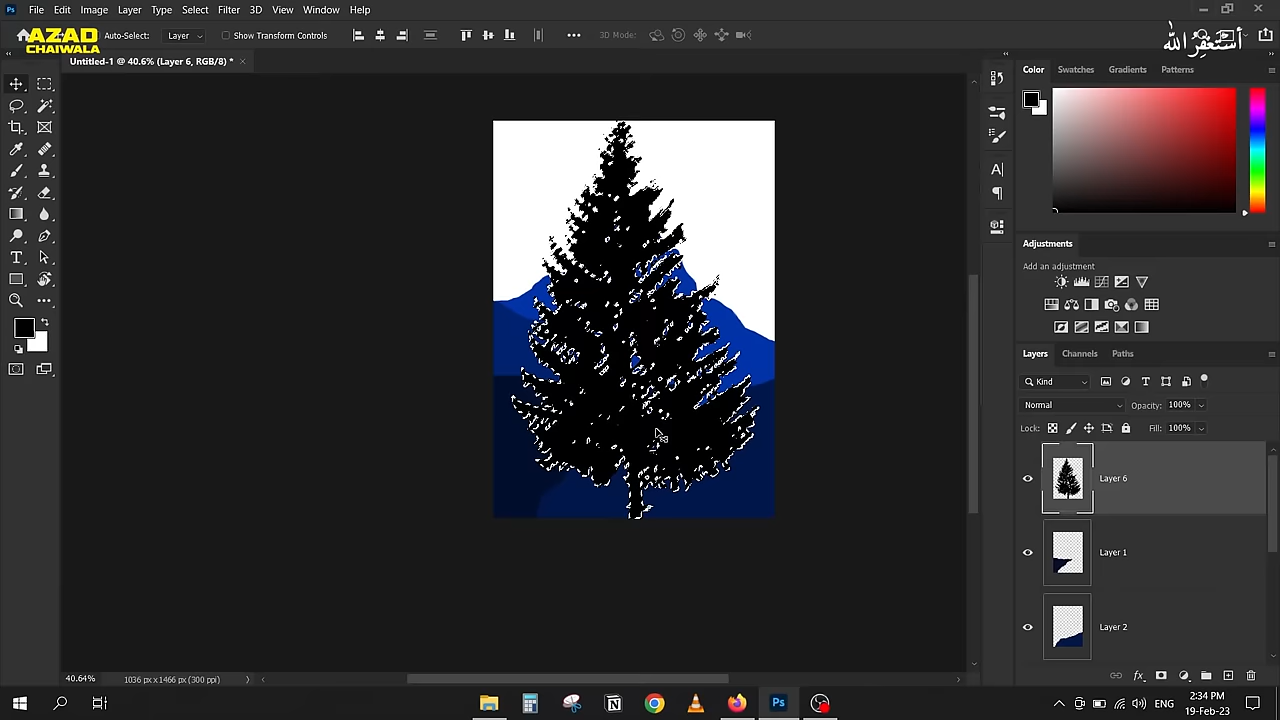 Ps File Edit Image Layer Type Select Filter 3D View Window Help
AZAD
CHAIWALA
Auto-Select: Layer Show Transform Controls 3D Mode:
أستغفر الله
Untitled-1 @ 40.6% (Layer 6, RGB/8) *
Color Swatches Gradients Patterns
Adjustments
Add an adjustment
Layers Channels Paths
Kind
Normal Opacity: 100%
Lock: Fill: 100%
Layer 6
Layer 1
Layer 2
40.64% 1036 px x 1466 px (300 ppi)
Ps ENG 2:34 PM
19-Feb-23